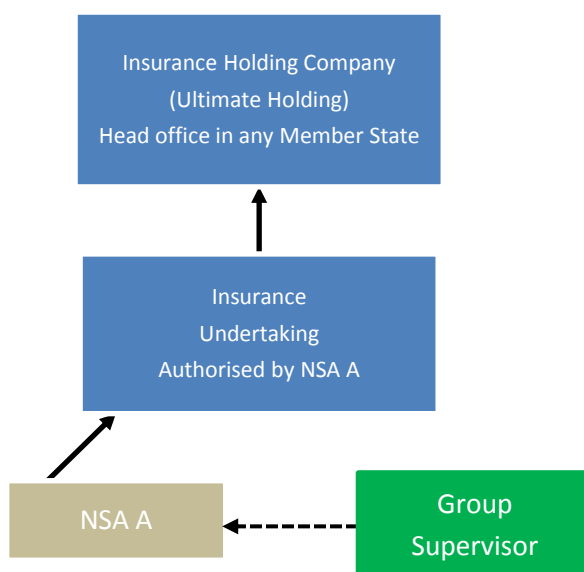 Insurance Holding Company
(Ultimate Holding)
Head office in any Member State
Insurance
Undertaking
Authorised by NSA A
NSA A
Group
Supervisor